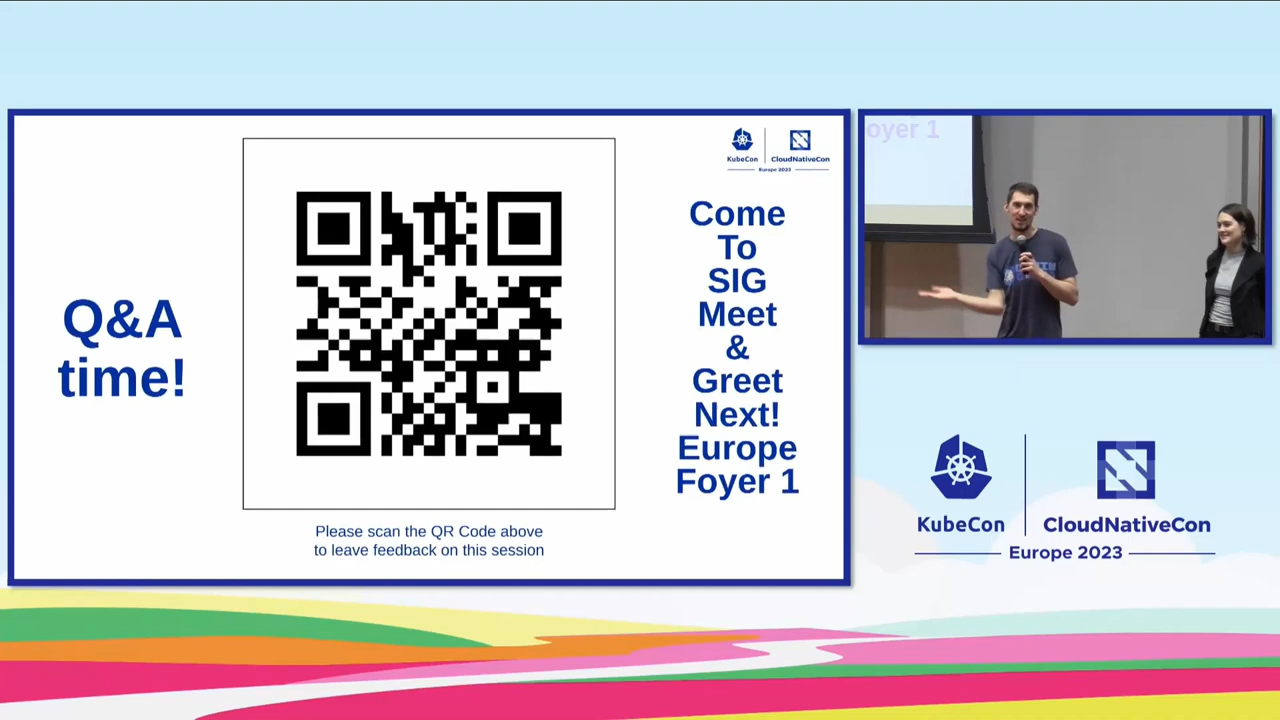 Q&A
time!
Please scan the QR Code above
to leave feedback on this session
KubeCon
CloudNativeCon
Europe 2023
Come
To
SIG
Meet
&
Greet
Next!
Europe
Foyer 1
oyer 1
KubeCon
CloudNativeCon
Europe 2023